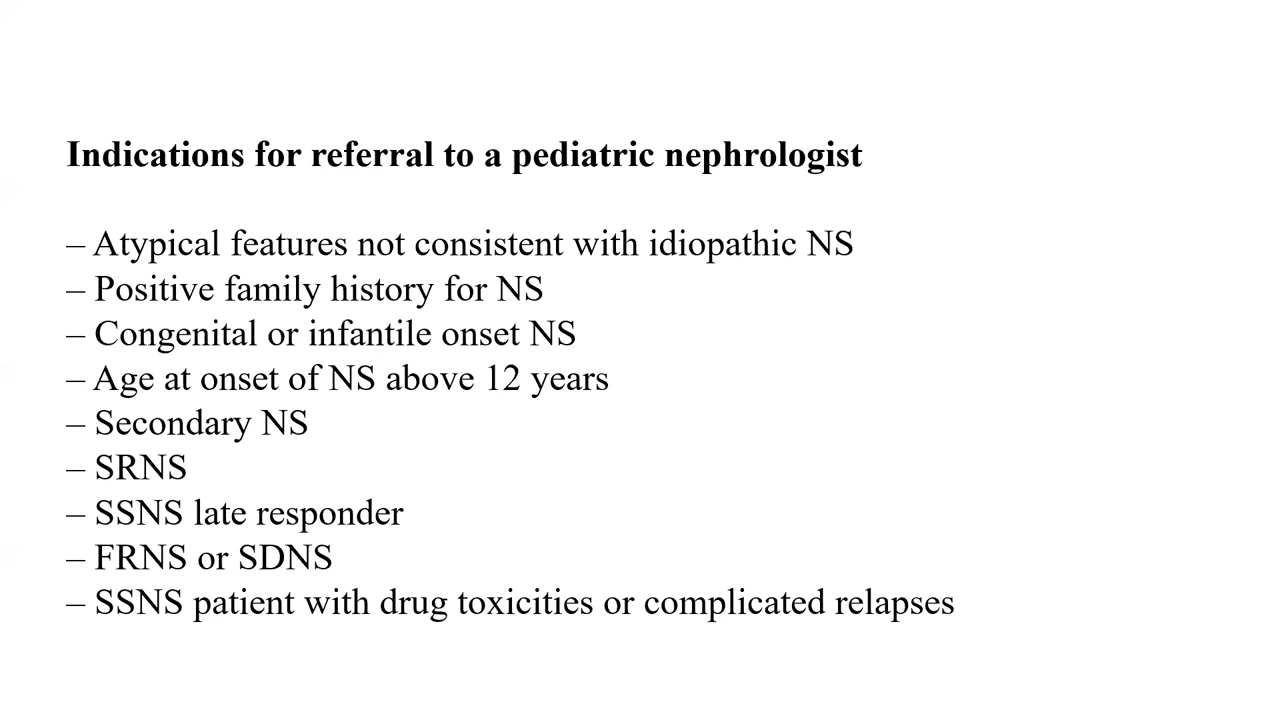 Indications for referral to a pediatric nephrologist
– Atypical features not consistent with idiopathic NS
– Positive family history for NS
– Congenital or infantile onset NS
– Age at onset of NS above 12 years
– Secondary NS
– SRNS
– SSNS late responder
– FRNS or SDNS
– SSNS patient with drug toxicities or complicated relapses